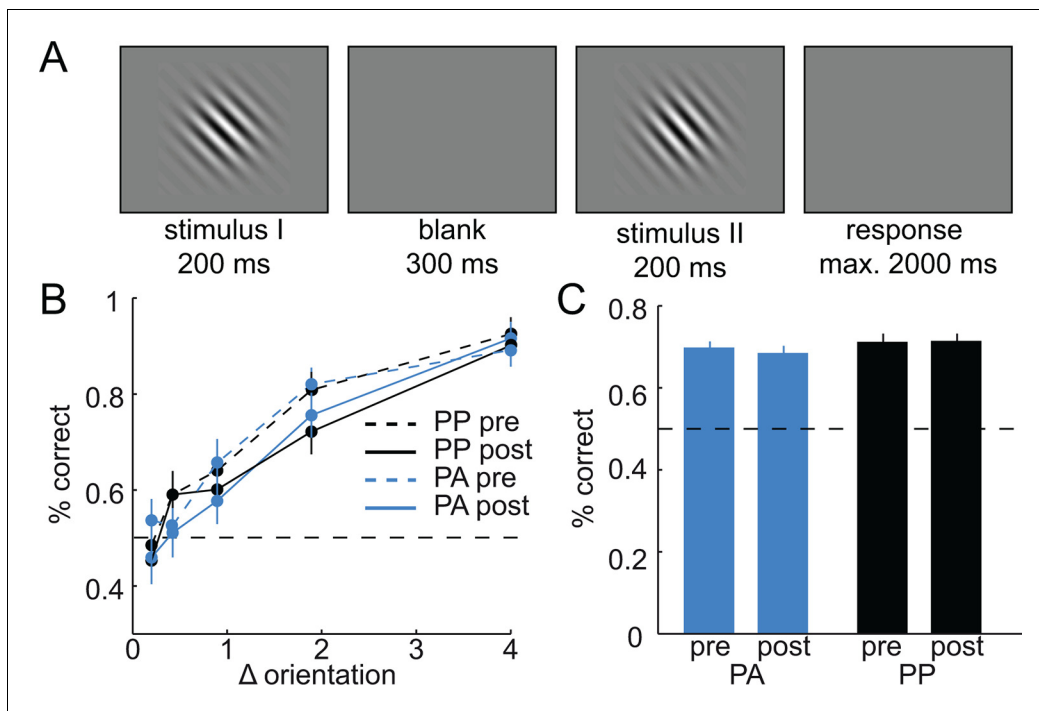 A
stimulus I
200 ms
blank
300 ms
stimulus II
200 ms
response
max. 2000 ms
B
% correct
1
0.8
0.6
0.4
0 1 2 3 4
Δ orientation
PP pre
PP post
PA pre
PA post
C
% correct
0.8
0.6
0.4
0.2
0
pre post pre post
PA PP